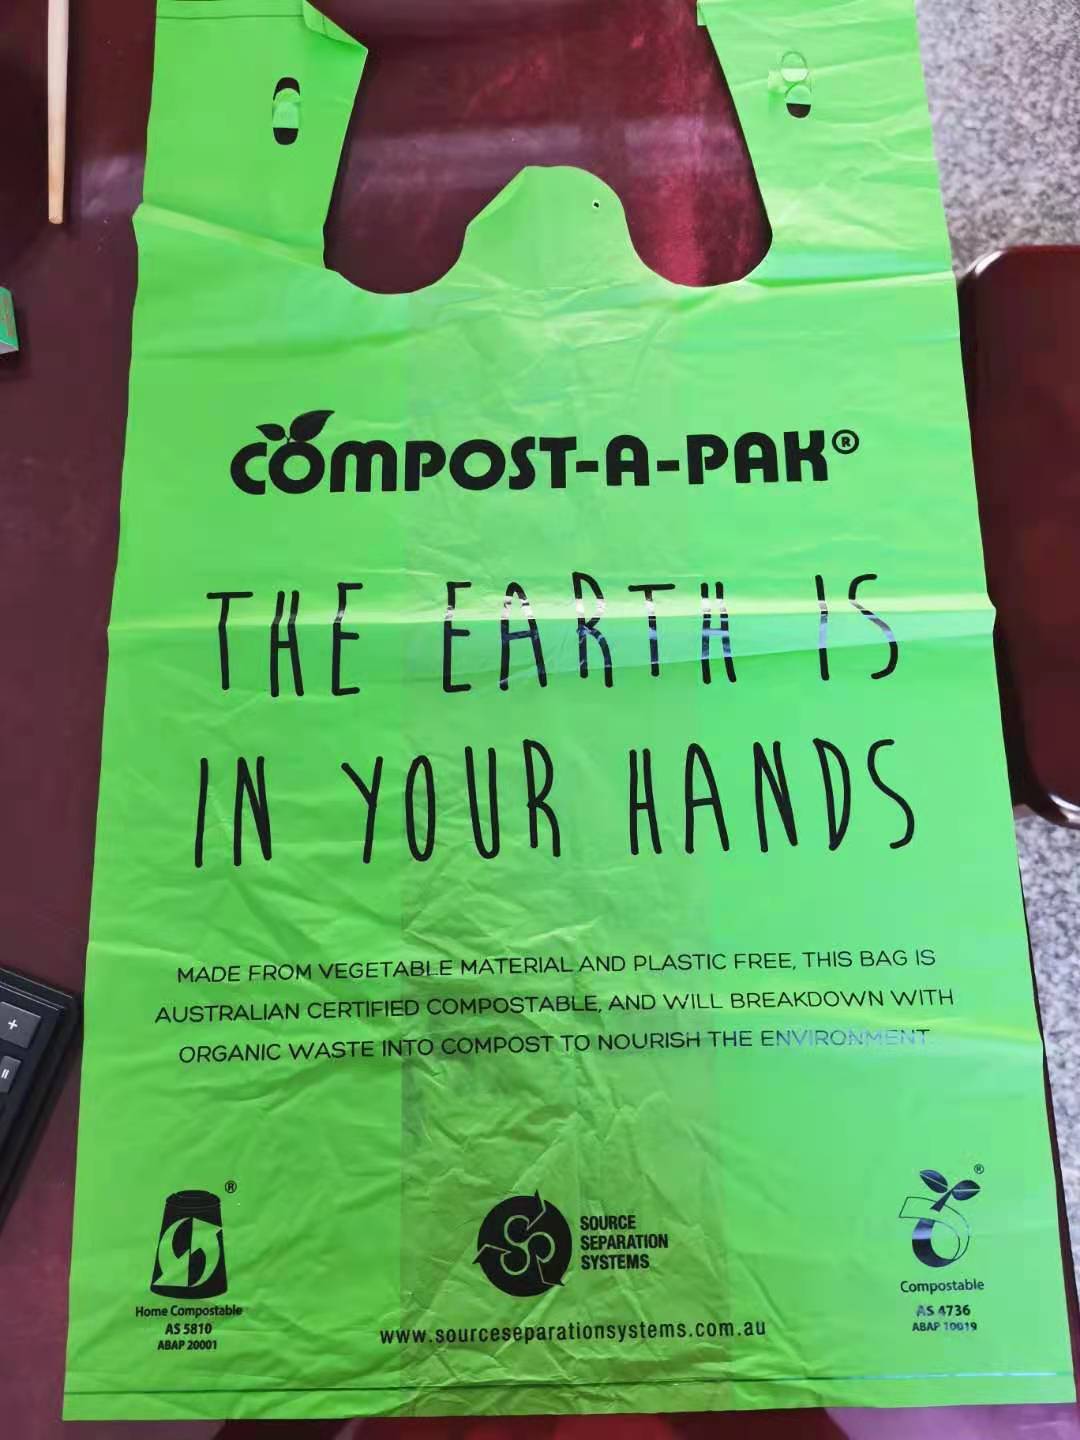 COMPOST-A-PAK®
THE EARTH IS
IN YOUR HANDS
MADE FROM VEGETABLE MATERIAL AND PLASTIC FREE, THIS BAG IS
AUSTRALIAN CERTIFIED COMPOSTABLE, AND WILL BREAKDOWN WITH
ORGANIC WASTE INTO COMPOST TO NOURISH THE ENVIRONMENT.
®
Home Compostable
AS 5810
ABAP 20001
SOURCE
SEPARATION
SYSTEMS
www.sourceseparationsystems.com.au
®
Compostable
AS 4736
ABAP 10019
+
=